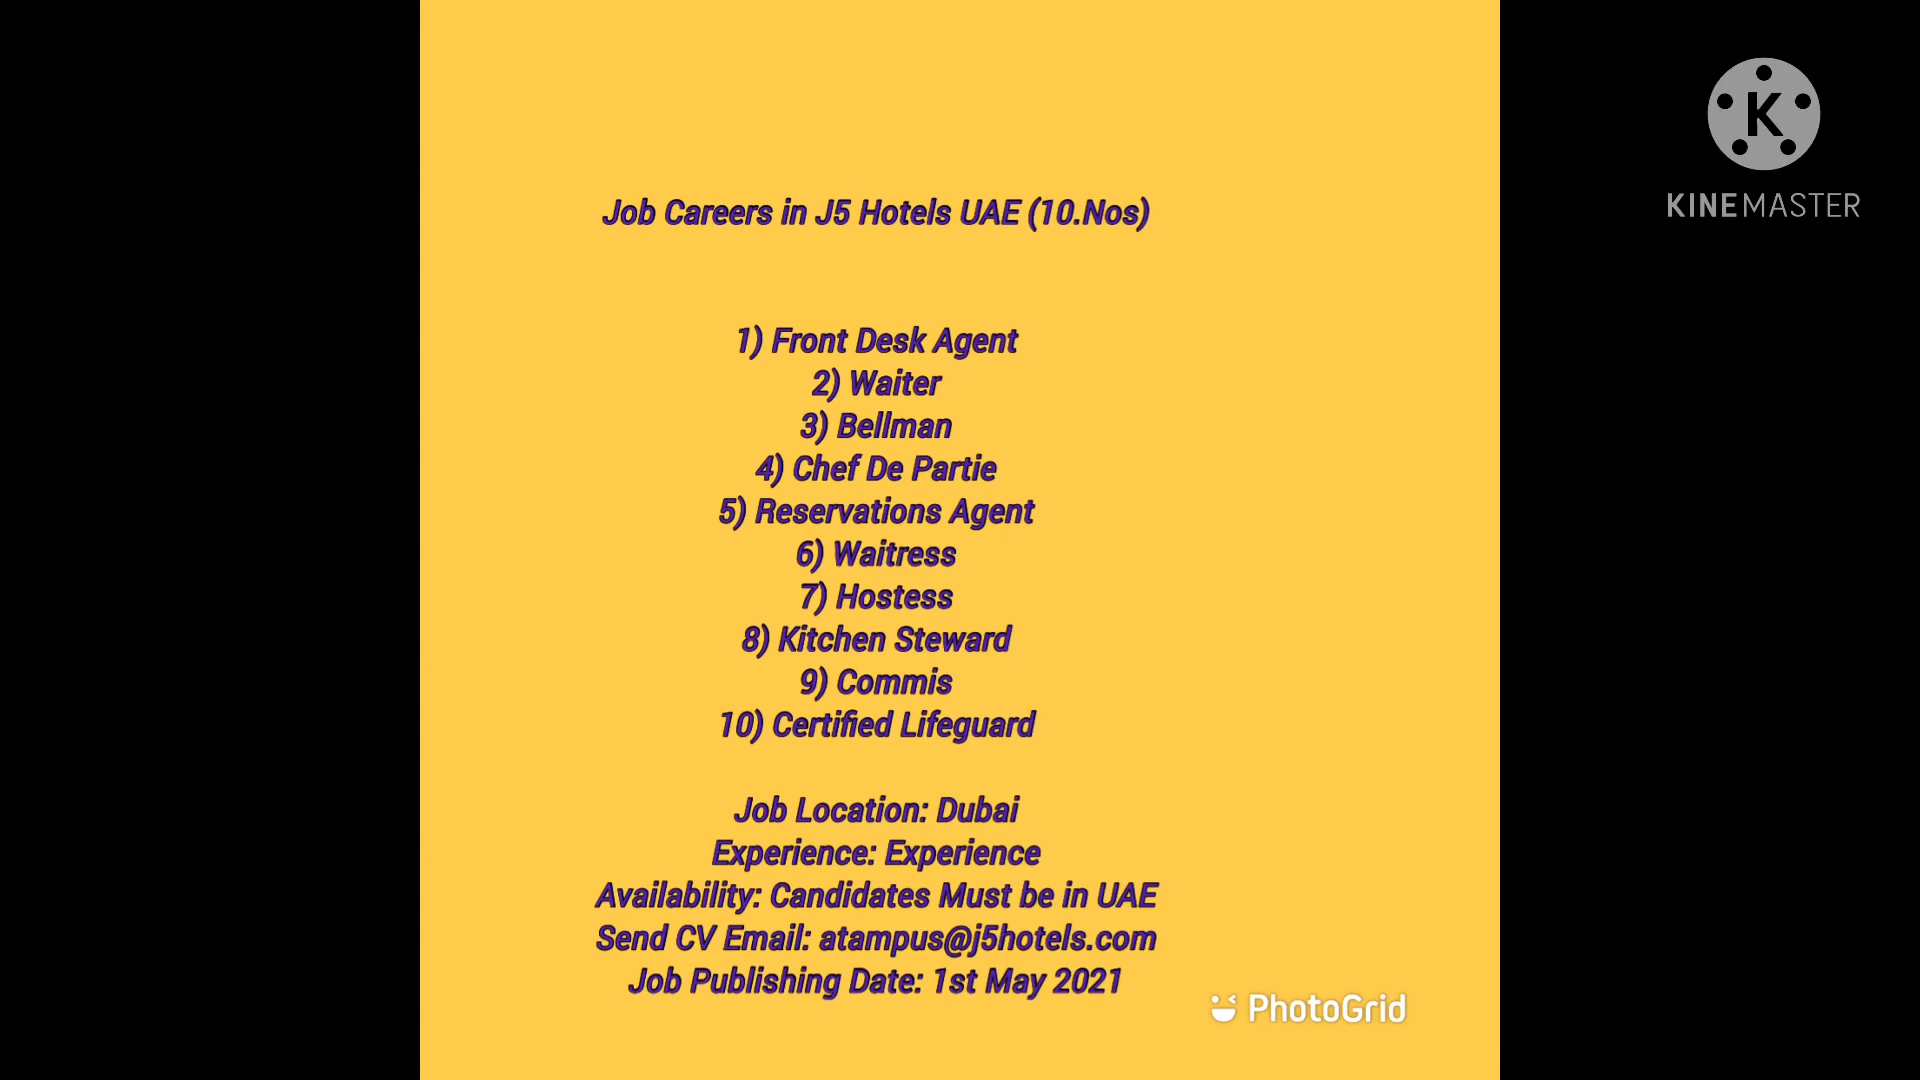 Job Careers in J5 Hotels UAE (10.Nos)
1) Front Desk Agent
2) Waiter
3) Bellman
4) Chef De Partie
5) Reservations Agent
6) Waitress
7) Hostess
8) Kitchen Steward
9) Commis
10) Certified Lifeguard
Job Location: Dubai
Experience: Experience
Availability: Candidates Must be in UAE
Send CV Email: atampus@j5hotels.com
Job Publishing Date: 1st May 2021
PhotoGrid
K
KINEMASTER